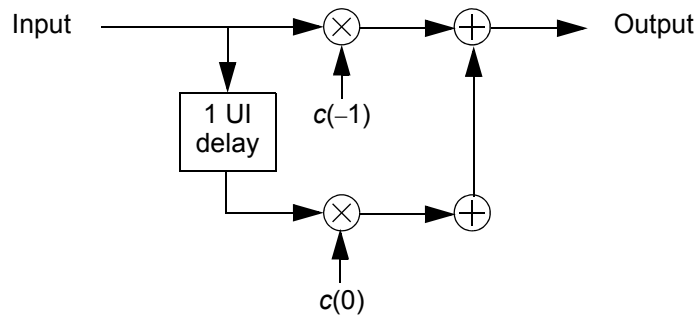 Input
Output
c(−1)
1 UI
delay
c(0)